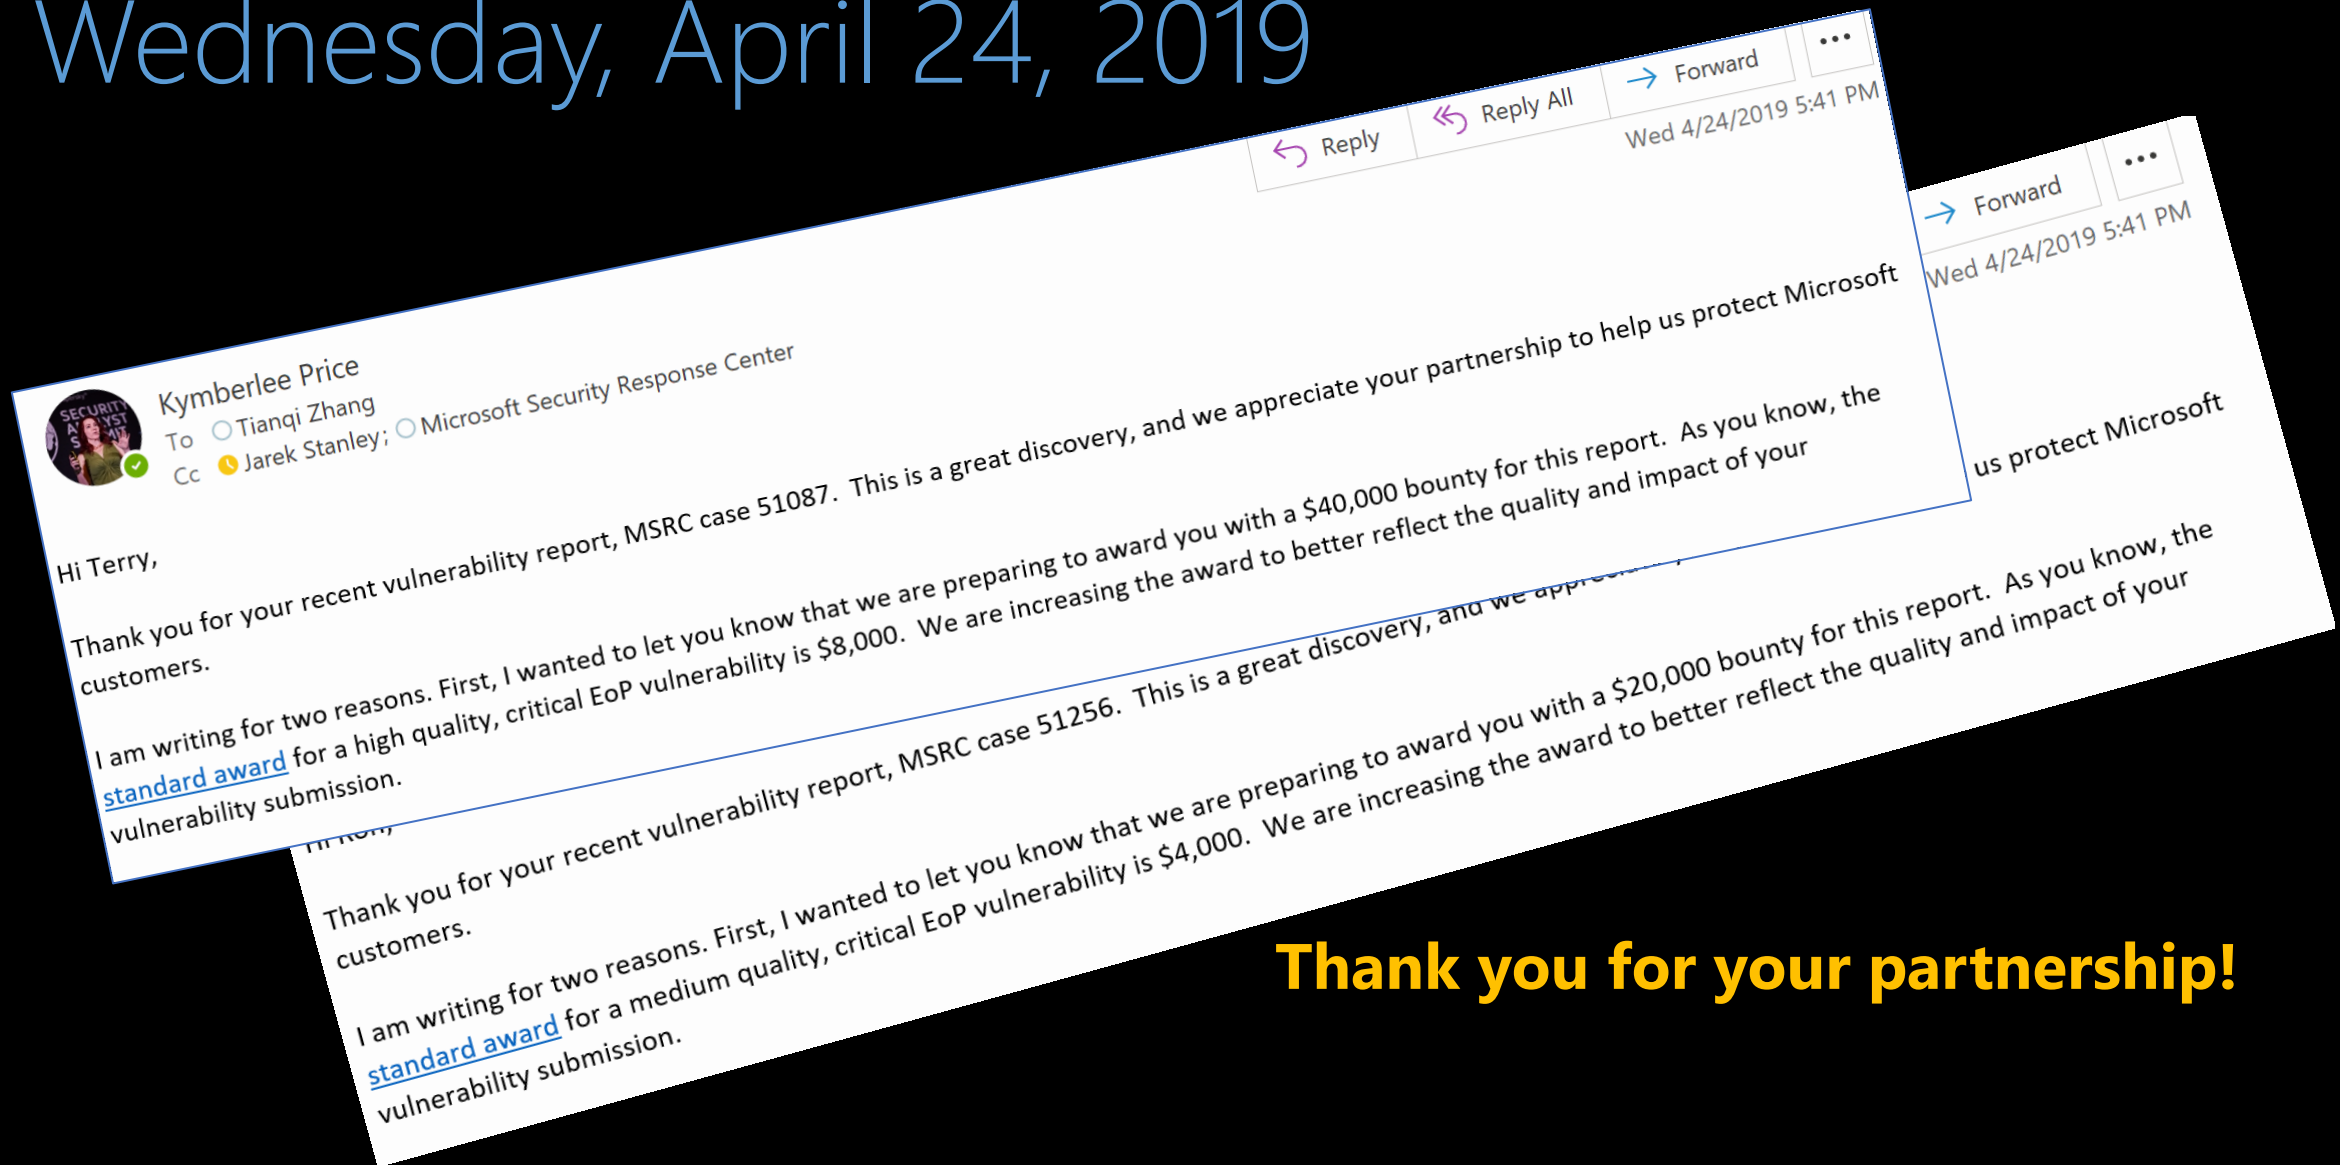 Wednesday, April 24, 2019
Reply
Reply All
Forward
Wed 4/24/2019 5:41 PM
Kymberlee Price
To Tianqi Zhang
Cc Jarek Stanley; Microsoft Security Response Center
Hi Terry,
Thank you for your recent vulnerability report, MSRC case 51087.  This is a great discovery, and we appreciate your partnership to help us protect Microsoft
customers.
I am writing for two reasons. First, I wanted to let you know that we are preparing to award you with a $40,000 bounty for this report.  As you know, the
standard award for a high quality, critical EoP vulnerability is $8,000.  We are increasing the award to better reflect the quality and impact of your
vulnerability submission.
Forward
Wed 4/24/2019 5:41 PM
Thank you for your recent vulnerability report, MSRC case 51256.  This is a great discovery, and we us protect Microsoft
customers.
I am writing for two reasons. First, I wanted to let you know that we are preparing to award you with a $20,000 bounty for this report.  As you know, the
standard award for a medium quality, critical EoP vulnerability is $4,000.  We are increasing the award to better reflect the quality and impact of your
vulnerability submission.
Thank you for your partnership!